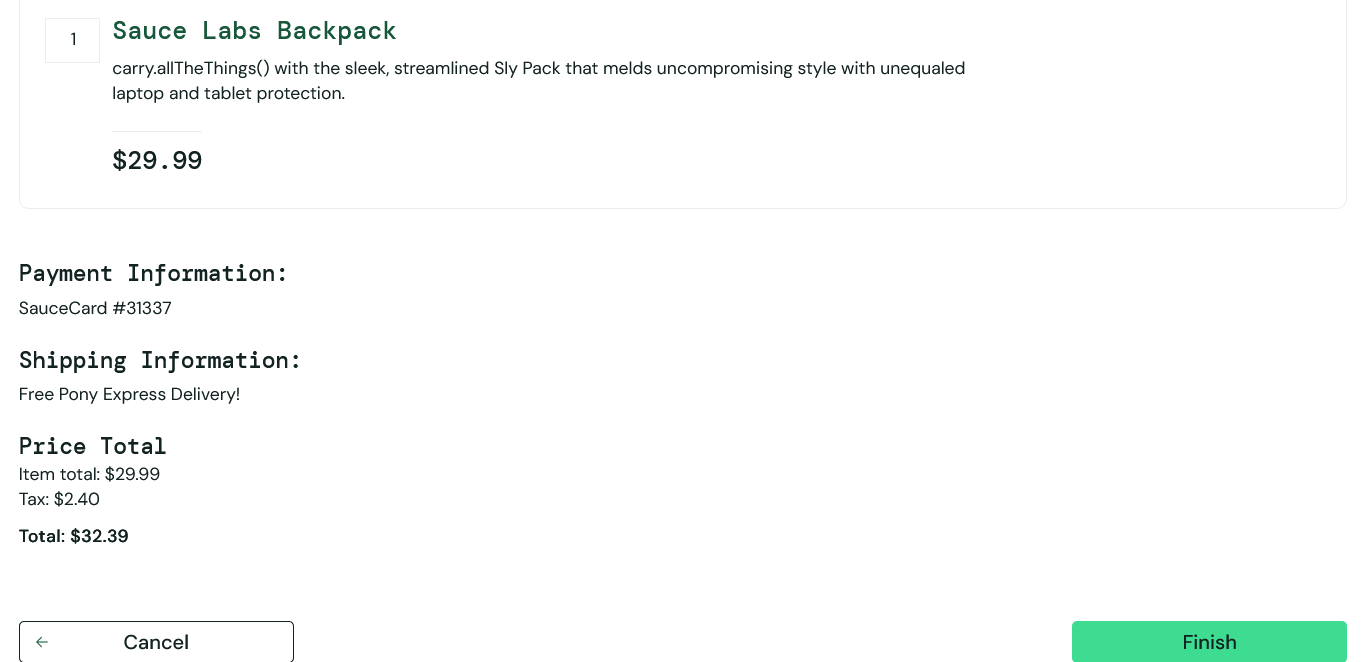 1
Sauce Labs Backpack
carry.allTheThings() with the sleek, streamlined Sly Pack that melds uncompromising style with unequaled
laptop and tablet protection.
$29.99
Payment Information:
SauceCard #31337
Shipping Information:
Free Pony Express Delivery!
Price Total
Item total: $29.99
Tax: $2.40
Total: $32.39
Cancel
Finish